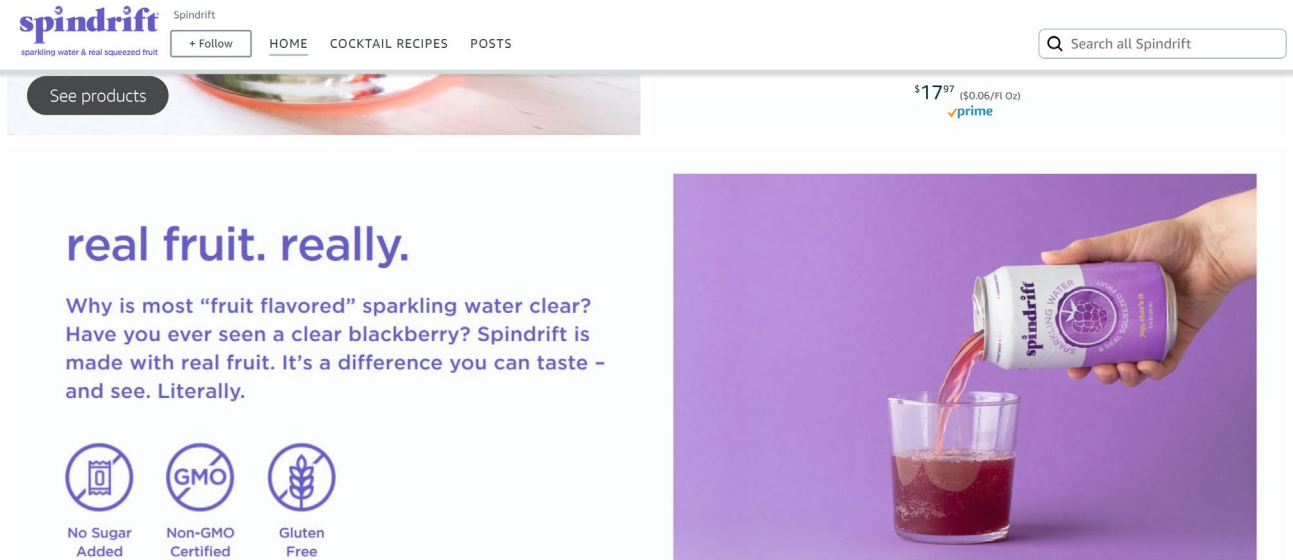 spindrift
sparkling water & real squeezed fruit
Spindrift
+ Follow
HOME
COCKTAIL RECIPES
POSTS
Search all Spindrift
See products
$17 97 ($0.06/Fl Oz)
prime
real fruit. really.
Why is most “fruit flavored” sparkling water clear?
Have you ever seen a clear blackberry? Spindrift is
made with real fruit. It’s a difference you can taste –
and see. Literally.
GMO
No Sugar
Added
Non-GMO
Certified
Gluten
Free
spindrift
SPARKLING WATER
& REAL SQUEEZED FRUIT
yup, that's it